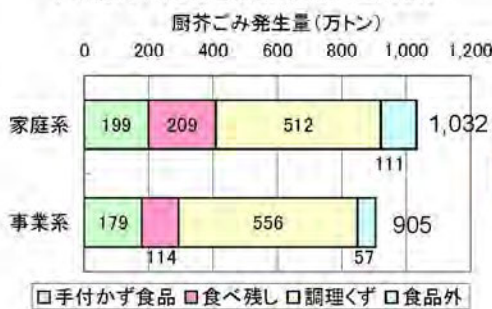 厨芥ごみ発生量(万トン)
0 200 400 600 800 1,000 1,200
家庭系 199 209 512 111 1,032
事業系 179 114 556 57 905
手付かず食品 食べ残し 調理くず 食品外